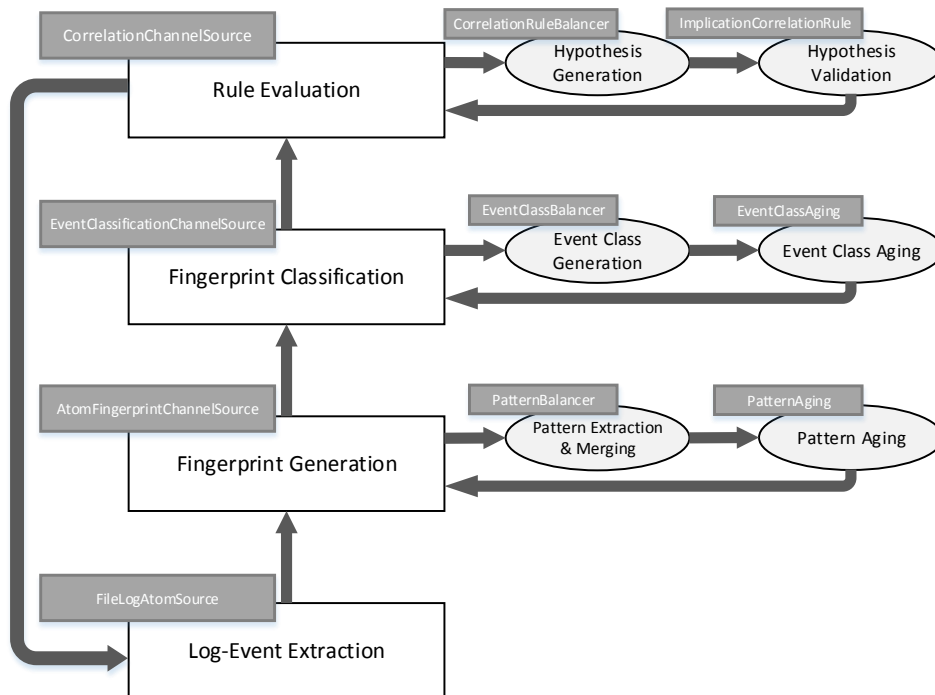 CorrelationChannelSource
Rule Evaluation
CorrelationRuleBalancer
Hypothesis
Generation
ImplicationCorrelationRule
Hypothesis
Validation
EventClassificationChannelSource
Fingerprint Classification
EventClassBalancer
Event Class
Generation
EventClassAging
Event Class Aging
AtomFingerprintChannelSource
Fingerprint Generation
PatternBalancer
Pattern Extraction
& Merging
PatternAging
Pattern Aging
FileLogAtomSource
Log-Event Extraction